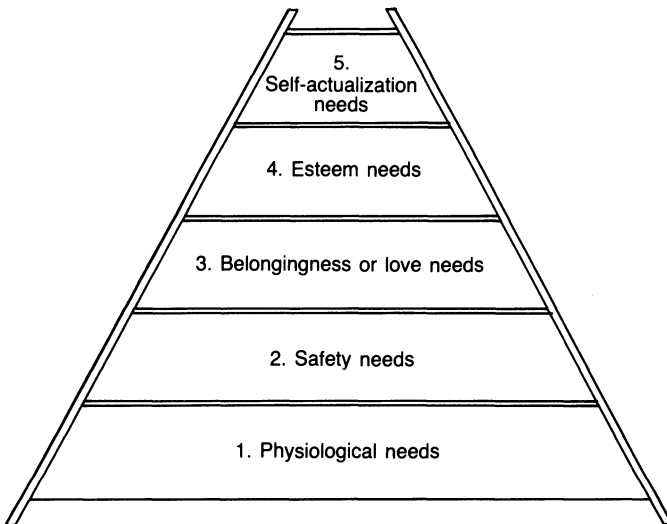 5.
Self-actualization
needs
4. Esteem needs
3. Belongingness or love needs
2. Safety needs
1. Physiological needs